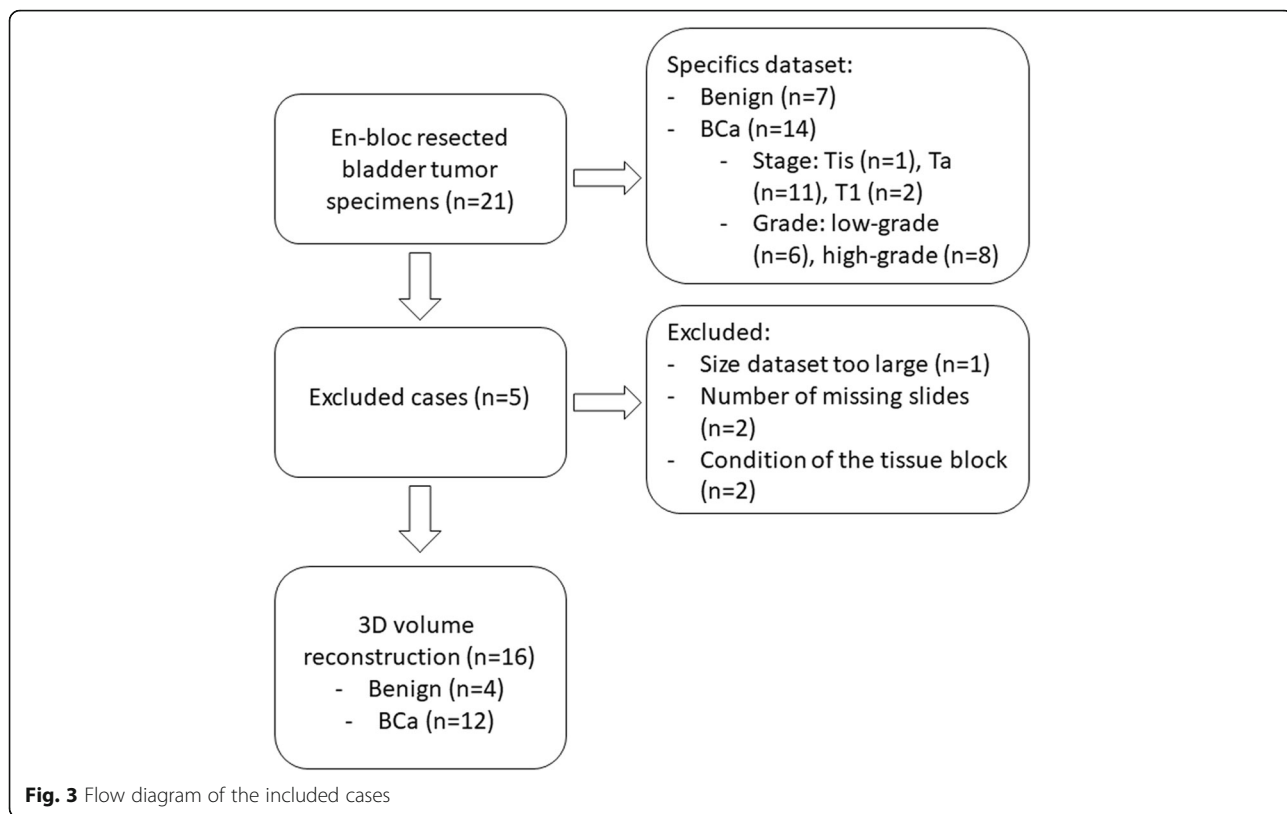 En-bloc resected
bladder tumor
specimens (n=21)
Specifics dataset:
- Benign (n=7)
- BCa (n=14)
- Stage: Tis (n=1), Ta
(n=11), T1 (n=2)
- Grade: low-grade
(n=6), high-grade (n=8)
Excluded cases (n=5)
Excluded:
- Size dataset too large (n=1)
- Number of missing slides
(n=2)
- Condition of the tissue block
(n=2)
3D volume
reconstruction (n=16)
- Benign (n=4)
- BCa (n=12)
Fig. 3 Flow diagram of the included cases